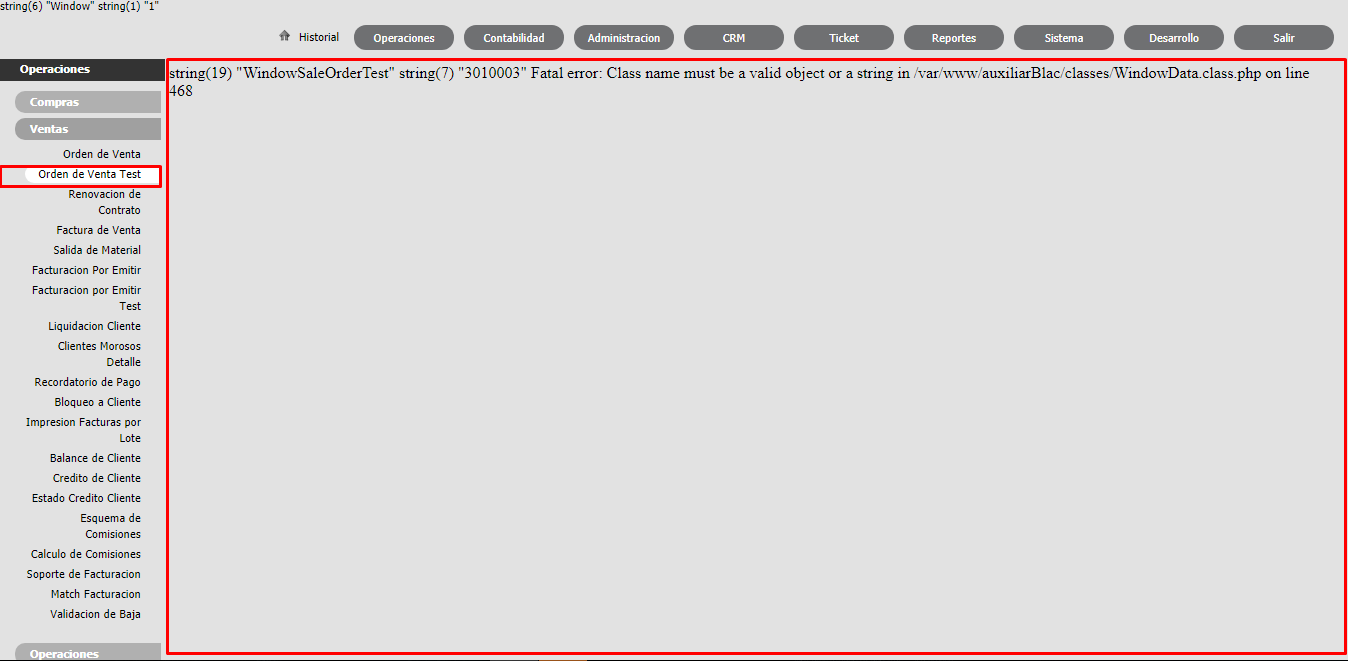 string(6) "Window" string(1) "1"
Historial
Operaciones
Contabilidad
Administracion
CRM
Ticket
Reportes
Sistema
Desarrollo
Salir
Operaciones
Compras
Ventas
Orden de Venta
Orden de Venta Test
Renovacion de
Contrato
Factura de Venta
Salida de Material
Facturacion Por Emitir
Facturacion por Emitir
Test
Liquidacion Cliente
Clientes Morosos
Detalle
Recordatorio de Pago
Bloqueo a Cliente
Impresion Facturas por
Lote
Balance de Cliente
Credito de Cliente
Estado Credito Cliente
Esquema de
Comisiones
Calculo de Comisiones
Soporte de Facturacion
Match Facturacion
Validacion de Baja
Operaciones
string(19) "WindowSaleOrderTest" string(7) "3010003" Fatal error: Class name must be a valid object or a string in /var/www/auxiliarBlac/classes/WindowData.class.php on line
468